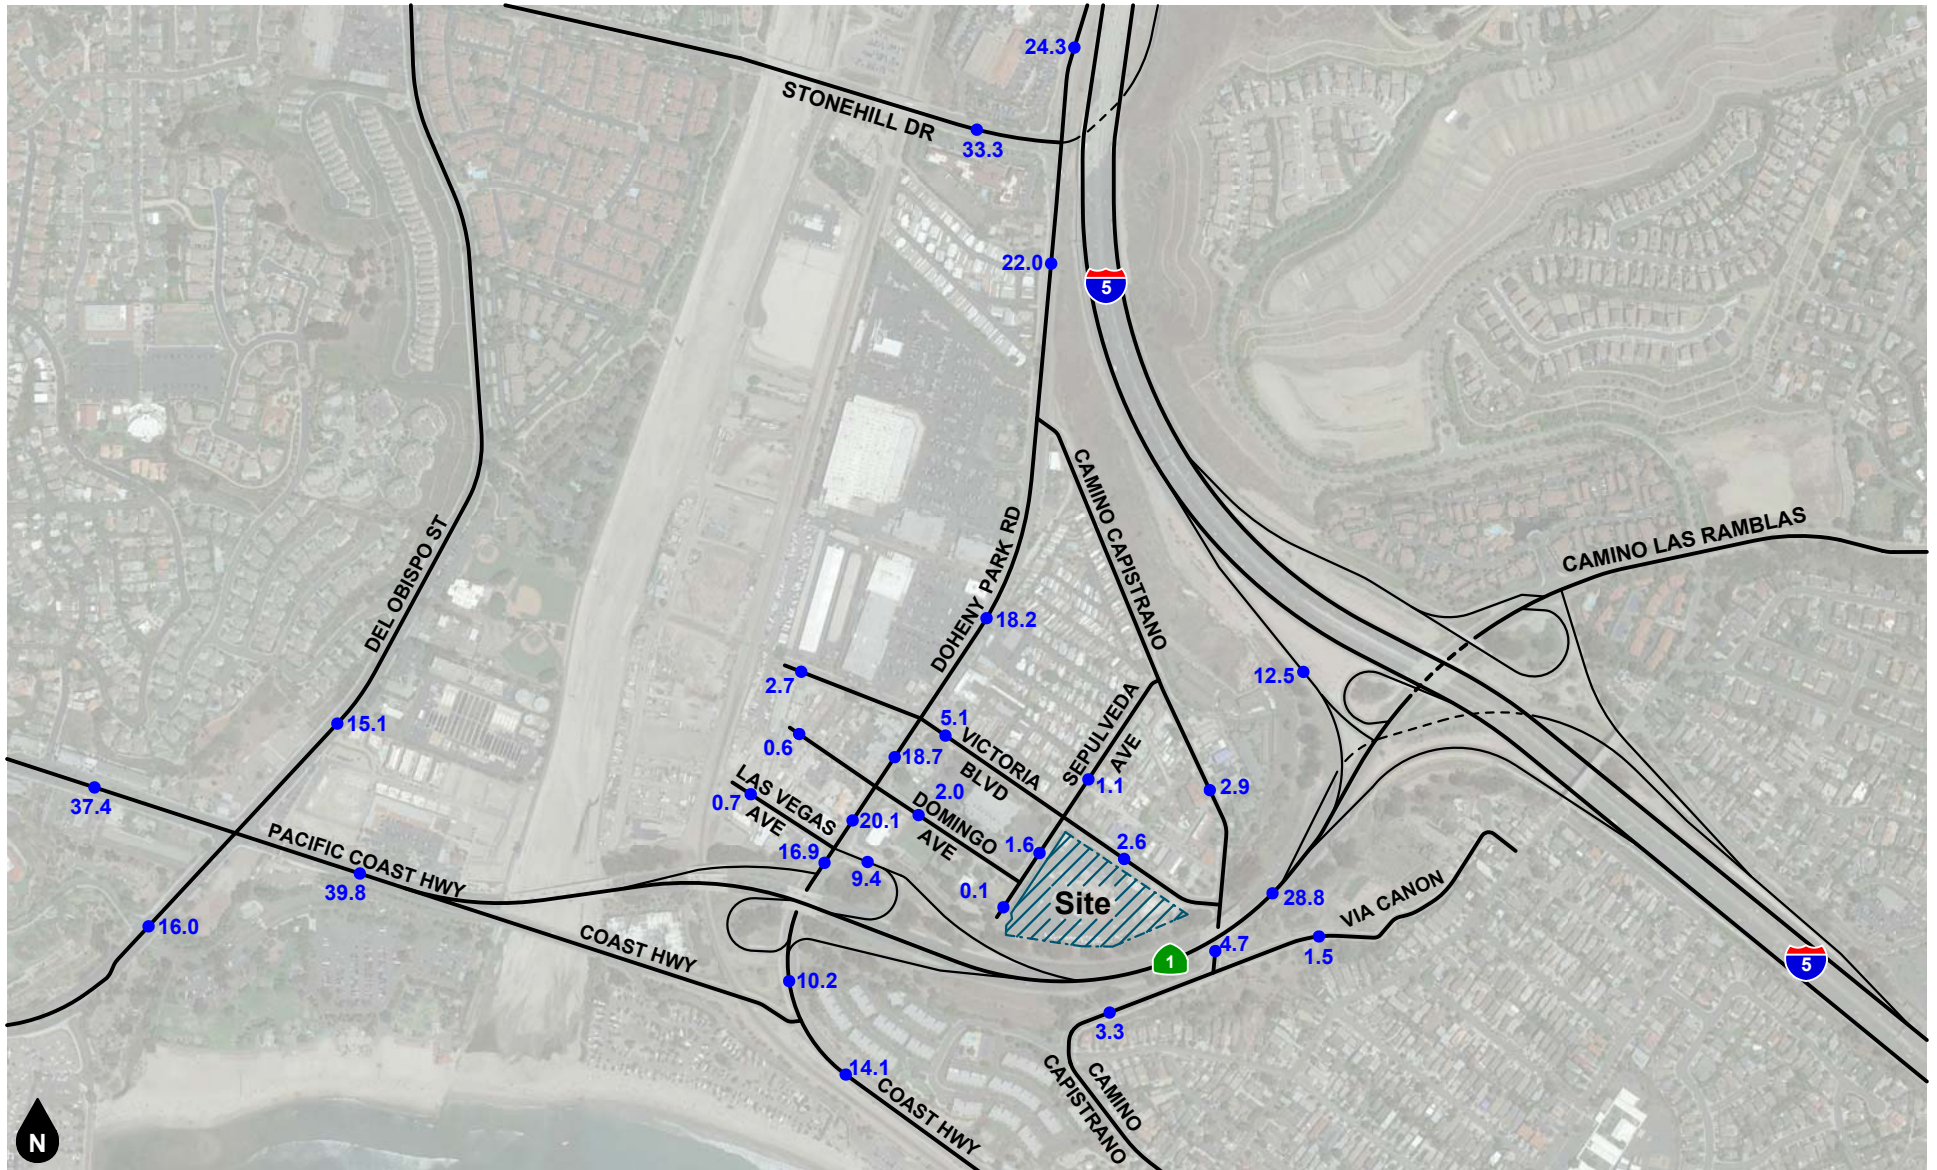 24.3
STONEHILL DR
33.3
22.0
5
CAMINO CAPISTRANO
DOHENY PARK RD
CAMINO LAS RAMBLAS
DEL OBISPO ST
18.2
12.5
2.7
5.1
15.1
0.6
18.7
VICTORIA
BLVD
SEPULVEDA
AVE
1.1
2.9
37.4
LAS VEGAS
AVE
0.7
2.0
20.1
DOMINGO
AVE
1.6
2.6
PACIFIC COAST HWY
39.8
16.9
9.4
0.1
Site
28.8
VIA CANON
16.0
COAST HWY
4.7
1.5
1
5
10.2
3.3
14.1
COAST HWY
CAMINO
CAPISTRANO
N